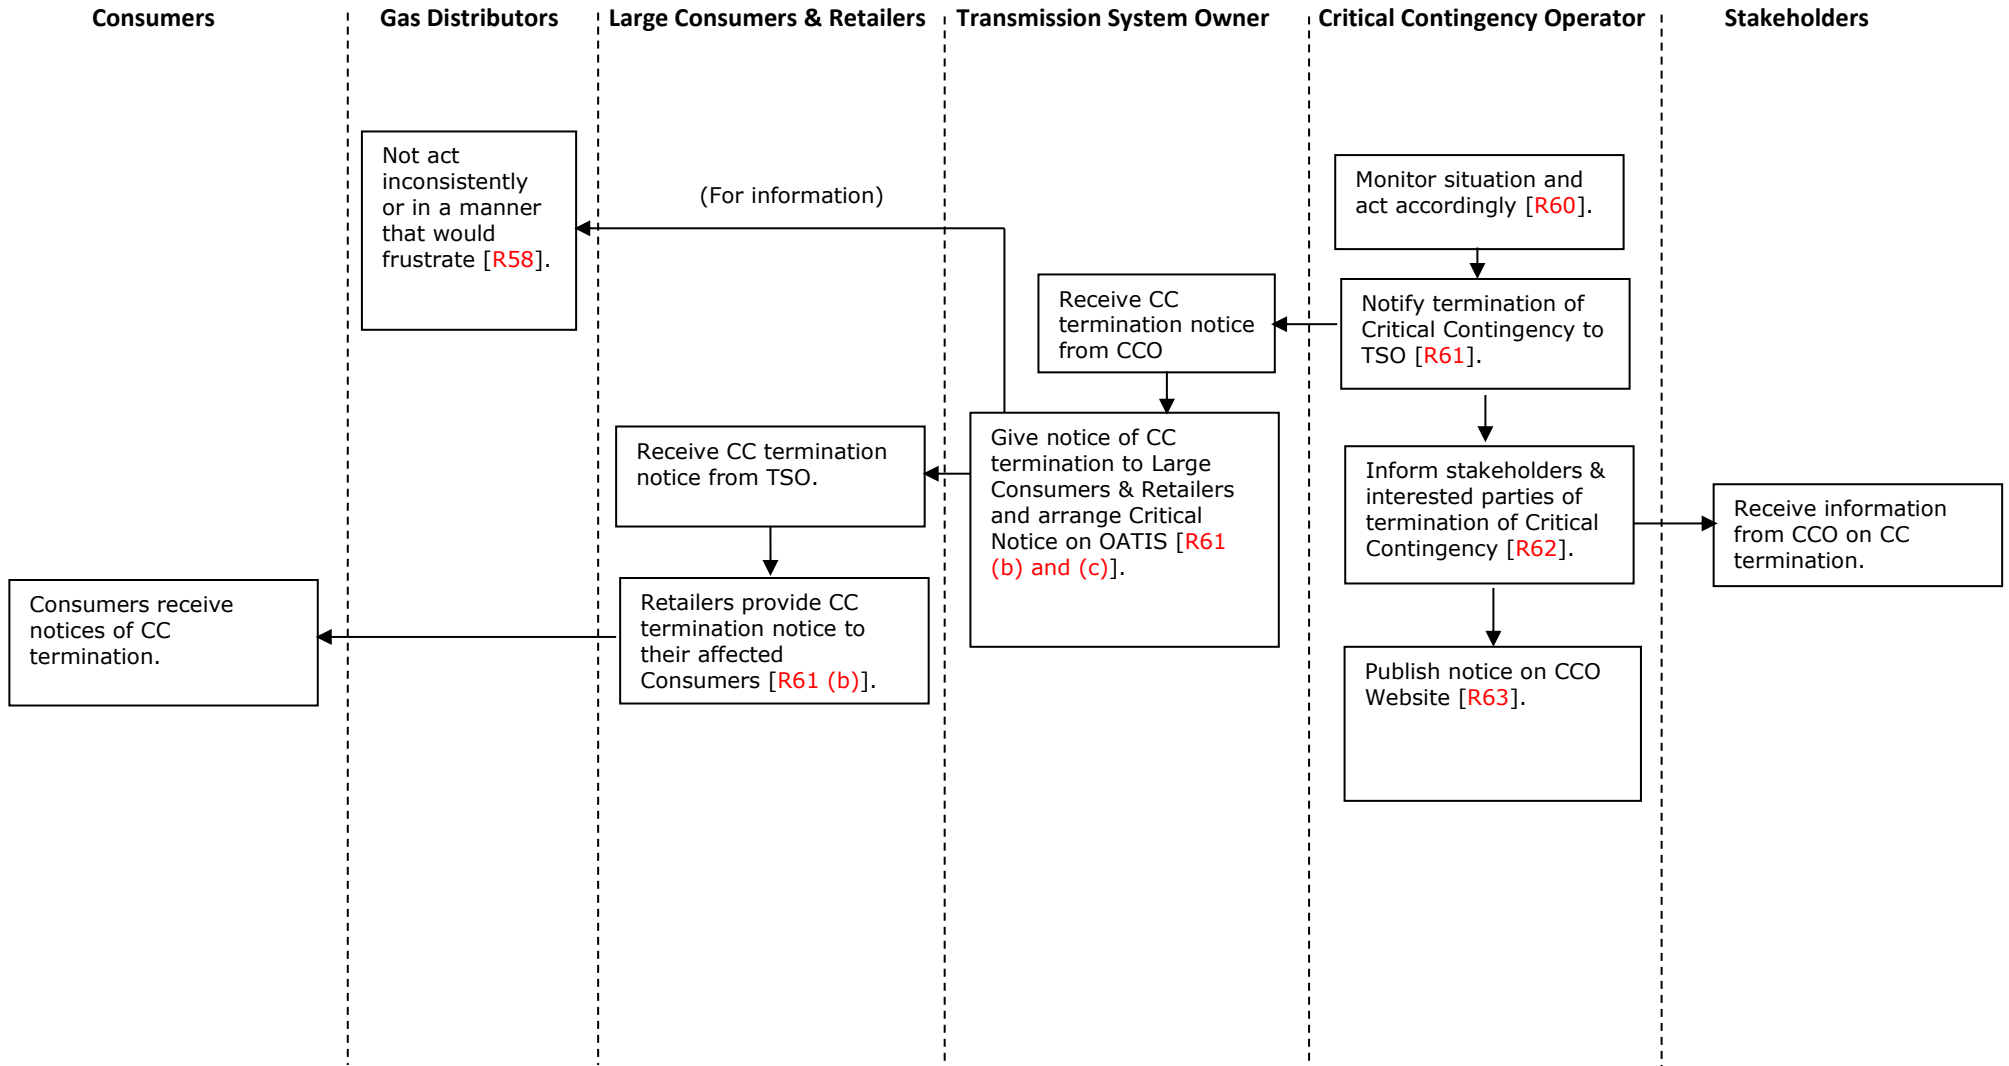 Consumers
Gas Distributors
Large Consumers & Retailers
Transmission System Owner
Critical Contingency Operator
Stakeholders
Not act
inconsistently
or in a manner
that would
frustrate [R58].
(For information)
Monitor situation and
act accordingly [R60].
Receive CC
termination notice
from CCO
Notify termination of
Critical Contingency to
TSO [R61].
Receive CC termination
notice from TSO.
Give notice of CC
termination to Large
Consumers & Retailers
and arrange Critical
Notice on OATIS [R61
(b) and (c)].
Inform stakeholders &
interested parties of
termination of Critical
Contingency [R62].
Receive information
from CCO on CC
termination.
Consumers receive
notices of CC
termination.
Retailers provide CC
termination notice to
their affected
Consumers [R61 (b)].
Publish notice on CCO
Website [R63].